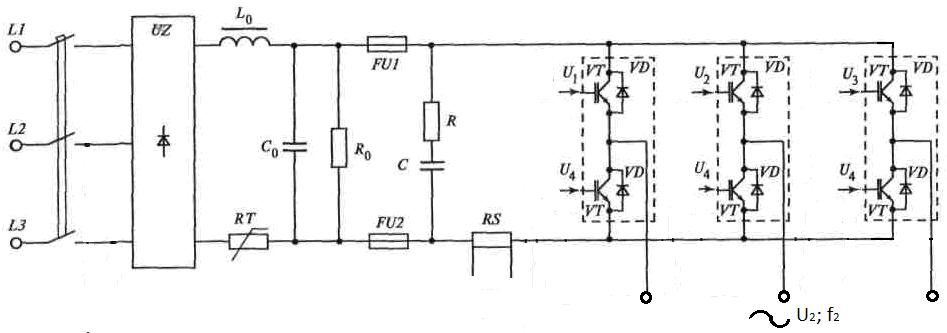 L1
L2
L3
UZ
L0
C0
R0
RT
FU1
FU2
R
C
RS
U1
VT
VD
U4
VD
VT
U2
VT
VD
U4
VD
VT
U3
VT
VD
U4
VD
VT
U2; f2